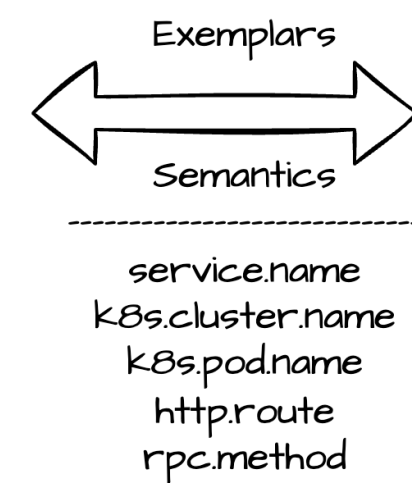 Exemplars
Semantics
service.name
k8s.cluster.name
k8s.pod.name
http.route
rpc.method